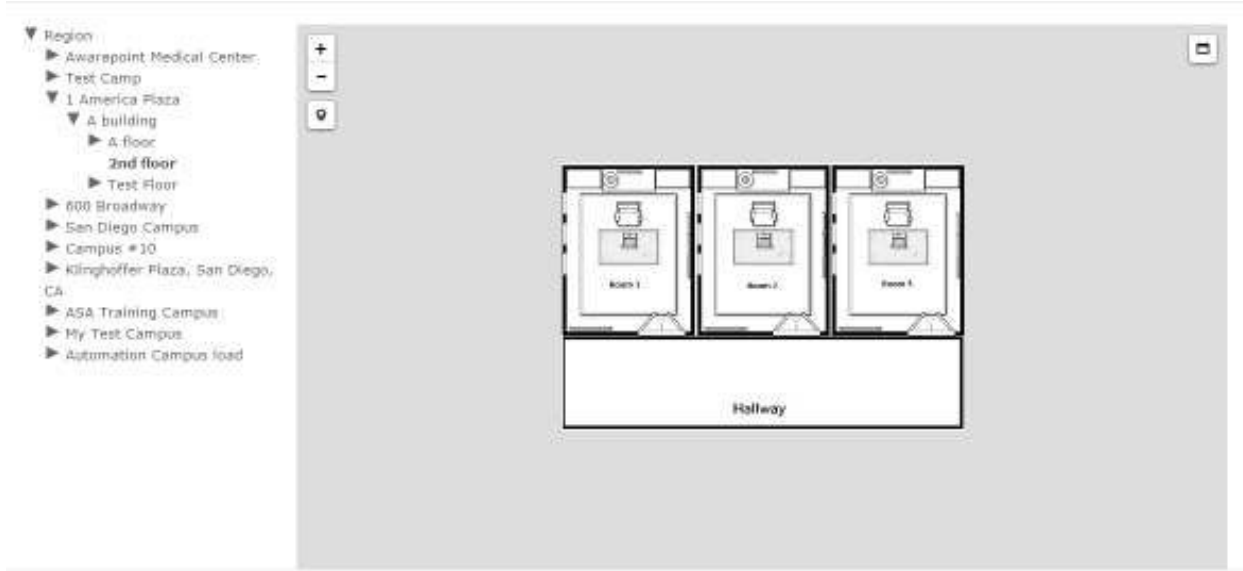 Region
Awarepoint Medical Center
Test Camp
1 America Plaza
A building
A floor
2nd floor
Test Floor
600 Broadway
San Diego Campus
Campus #10
Klinghoffer Plaza, San Diego,
CA
ASA Training Campus
My Test Campus
Automation Campus load
+
−
Room 1
Room 2
Room 3
Hallway